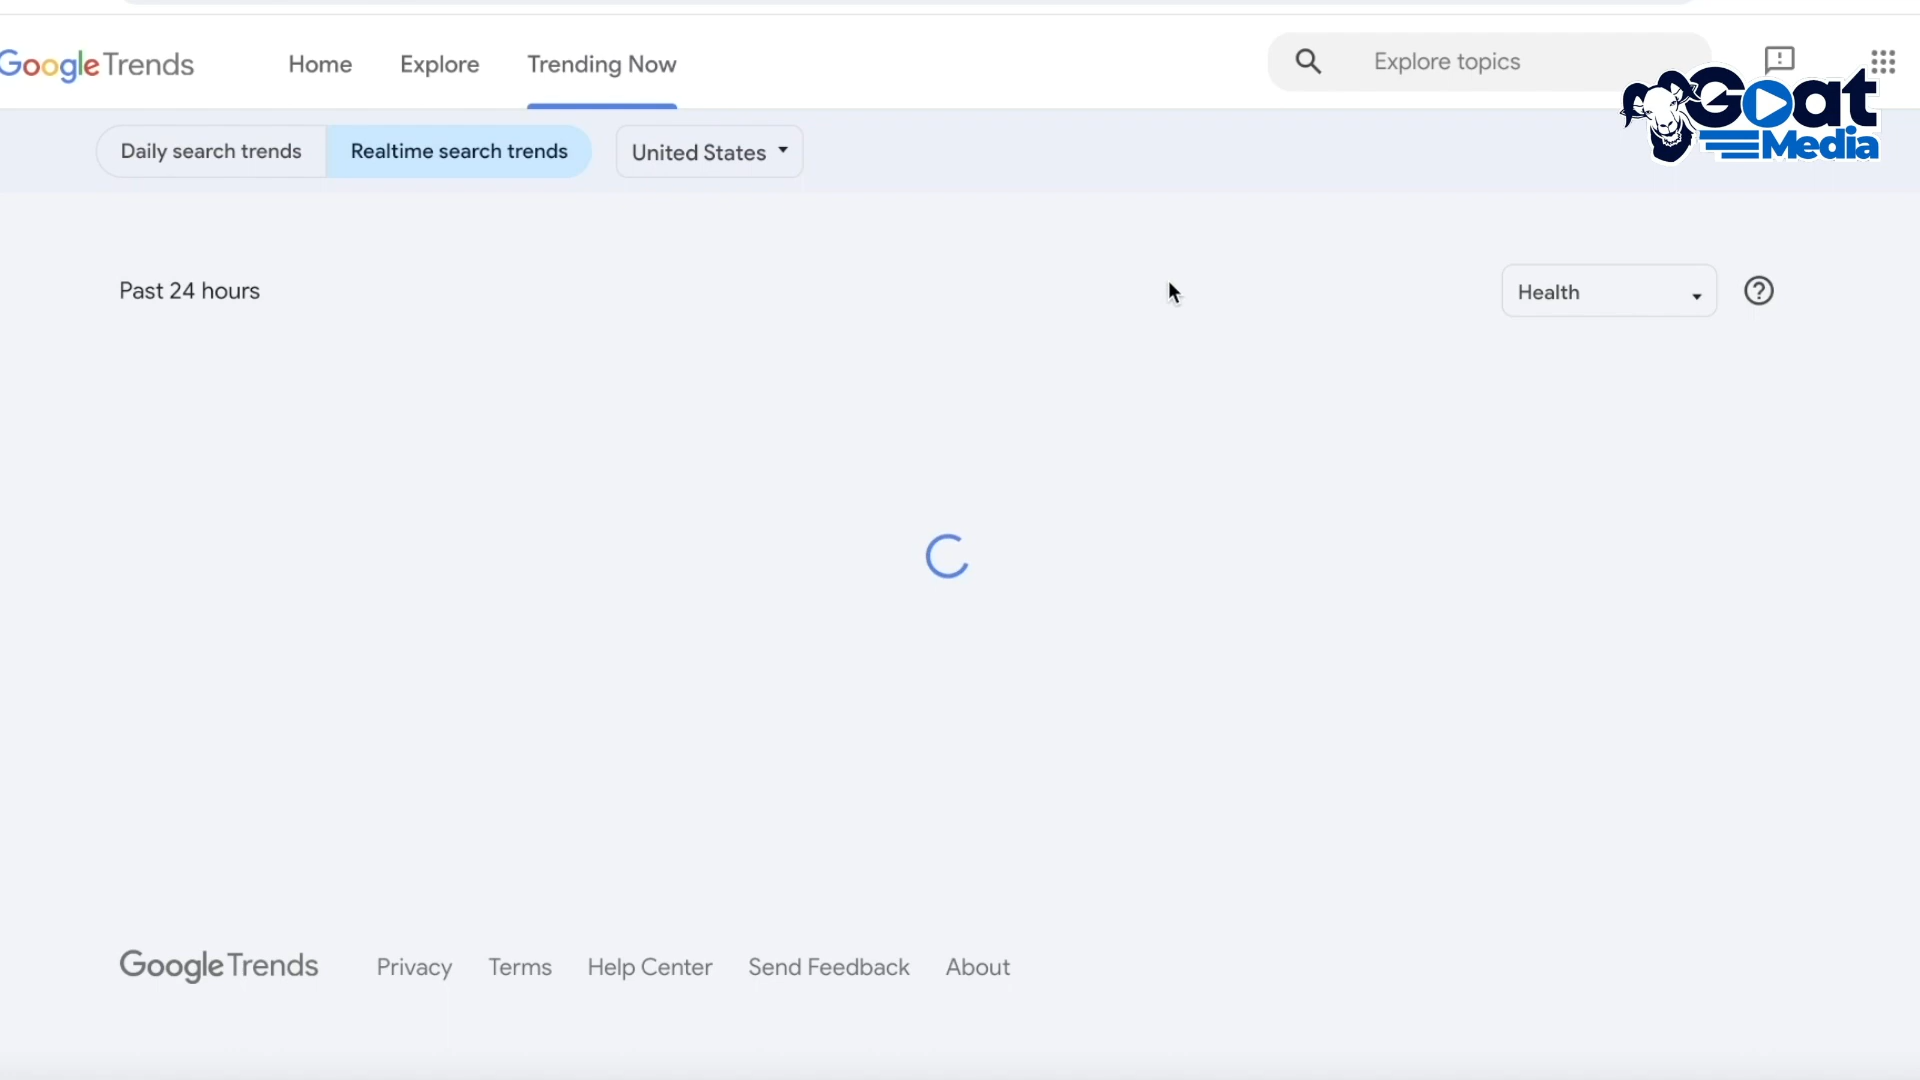 Google Trends
Home
Explore
Trending Now
Explore topics
Goat
Media
Daily search trends
Realtime search trends
United States
Past 24 hours
Health
Google Trends
Privacy
Terms
Help Center
Send Feedback
About